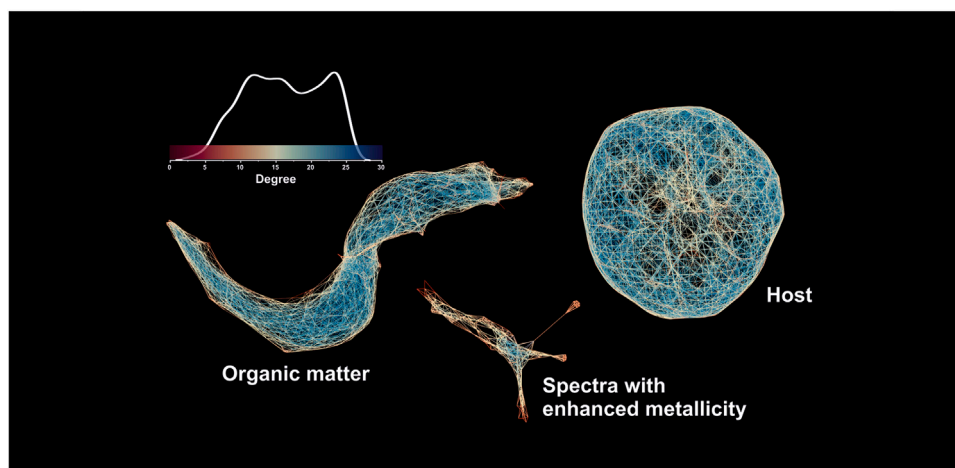 0 5 10 15 20 25 30
Degree
Organic matter
Host
Spectra with
enhanced metallicity